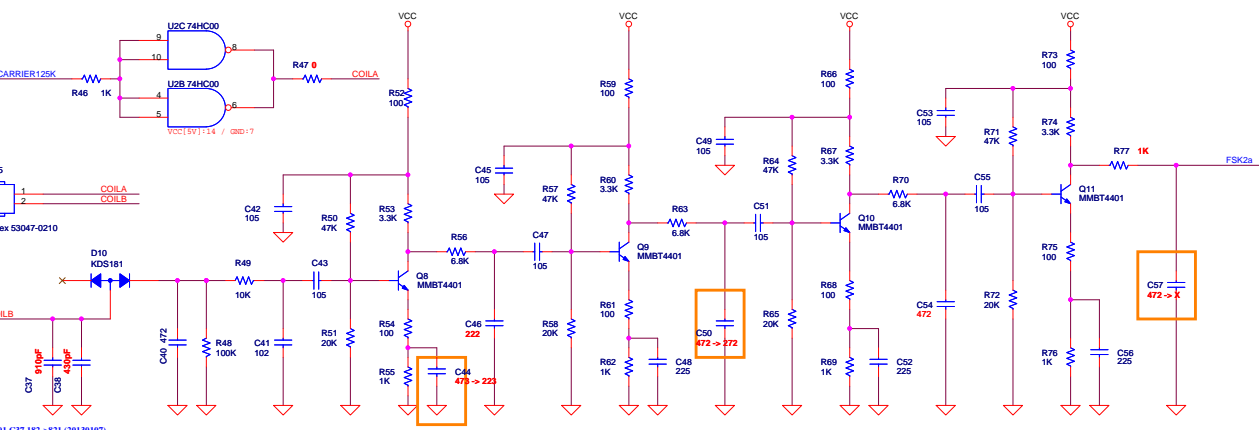 VCC
VCC
VCC
VCC
U2C 74HC00
9
10
8
CARRIER125K
R46 1K
R47 0
COILA
U2B 74HC00
4
5
6
VCC[5V]:14 / GND:7
R52
100
R59
100
R66
100
R73
100
C53
105
R71
47K
R74
3.3K
R77 1K
FSK2a
C49
105
R64
47K
R67
3.3K
C45
105
R57
47K
R60
3.3K
R70
6.8K
C55
105
Q11
MMBT4401
1
2
COILA
COILB
ex 53047-0210
C42
105
R50
47K
R53
3.3K
R63
6.8K
C51
105
Q10
MMBT4401
R56
6.8K
C47
105
Q9
MMBT4401
R75
100
D10
KDS181
R49
10K
C43
105
Q8
MMBT4401
R68
100
C57
472 -> X
ILB
R61
100
R65
20K
C54
472
R72
20K
C37
910pF
C38
430pF
C40 472
R48
100K
C41
102
R51
20K
R54
100
C46
222
R58
20K
C50
472 -> 272
R55
1K
C44
473 -> 223
R62
1K
C48
225
R69
1K
C52
225
R76
1K
C56
225